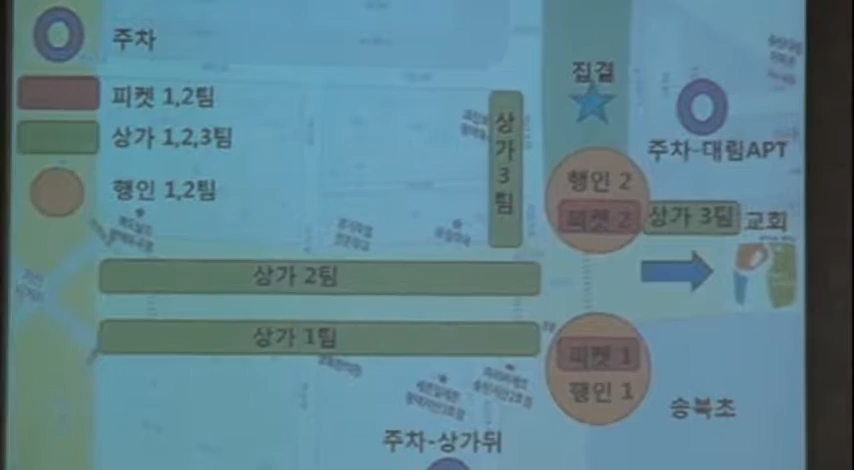 주차
피켓 1,2팀
상가 1,2,3팀
행인 1,2팀
집결
상가 3팀
주차-대림APT
행인 2
피켓 2
상가 3팀
교회
상가 2팀
상가 1팀
피켓 1
행인 1
송북초
주차-상가뒤